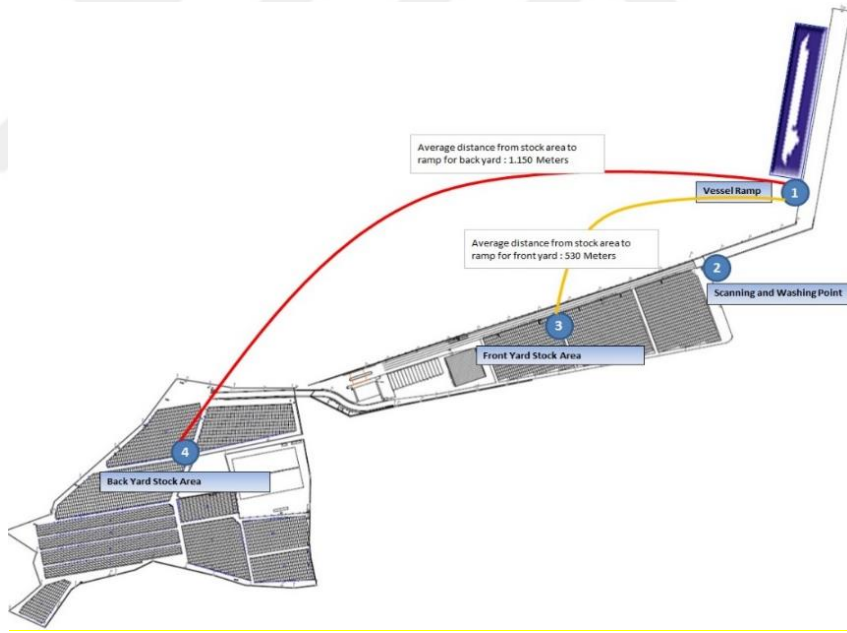 Average distance from stock area to
ramp for back yard : 1.150 Meters
Vessel Ramp
1
Average distance from stock area to
ramp for front yard : 530 Meters
2
Scanning and Washing Point
3
Front Yard Stock Area
4
Back Yard Stock Area